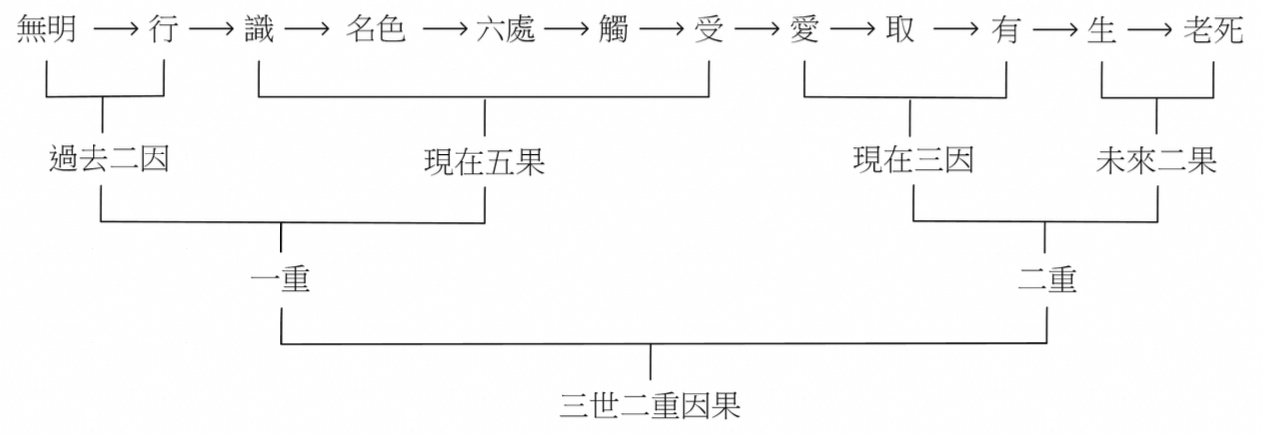 無明 → 行 → 識 → 名色 → 六處 → 觸 → 受 → 愛 → 取 → 有 → 生 → 老死
過去二因 現在五果 現在三因 未來二果
一重 二重
三世二重因果